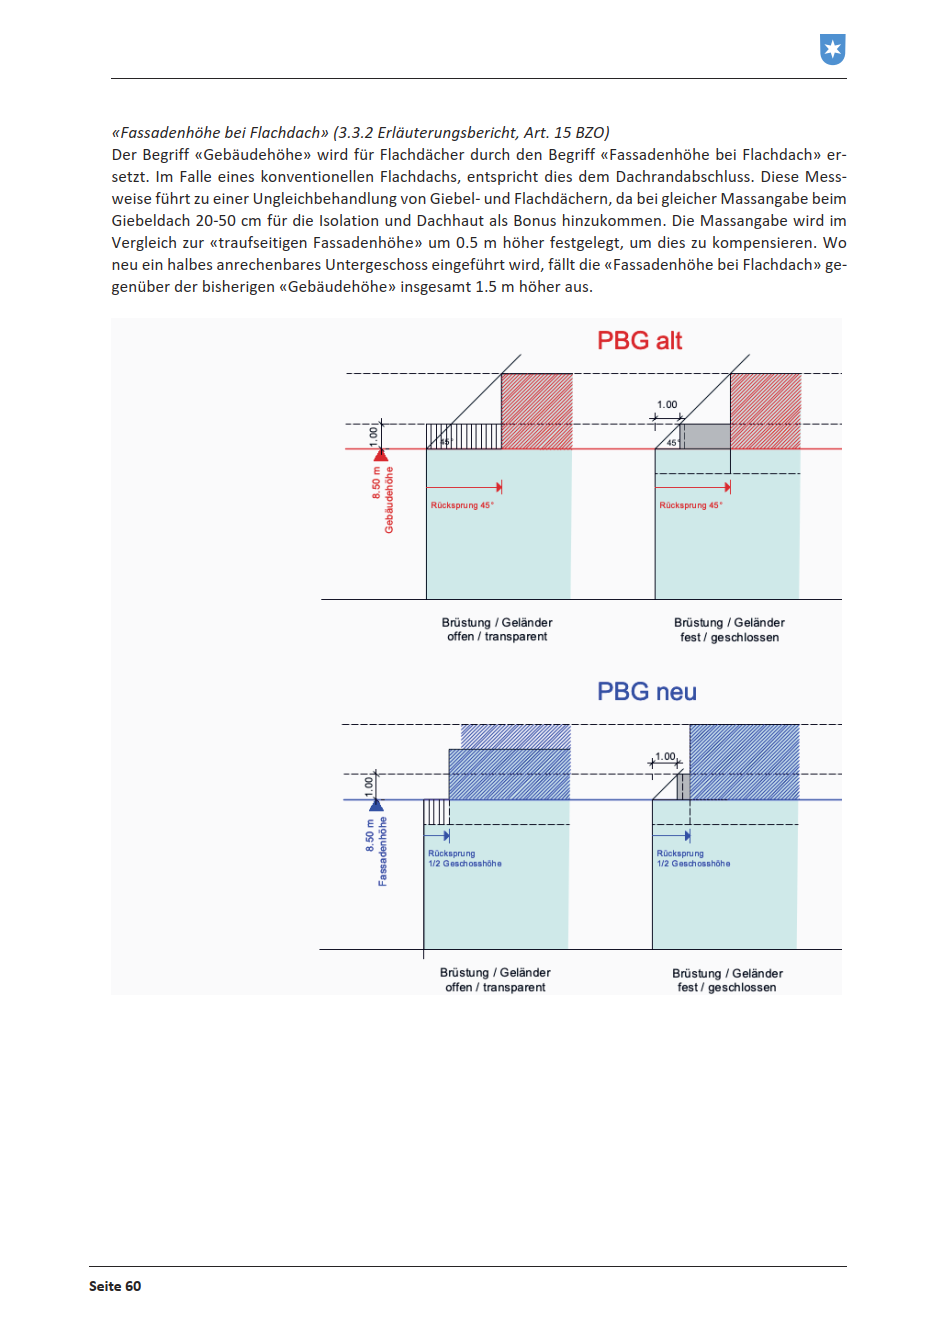 «Fassadenhöhe bei Flachdach» (3.3.2 Erläuterungsbericht, Art. 15 BZO)
Der Begriff «Gebäudehöhe» wird für Flachdächer durch den Begriff «Fassadenhöhe bei Flachdach» er-
setzt. Im Falle eines konventionellen Flachdachs, entspricht dies dem Dachrandabschluss. Diese Mess-
weise führt zu einer Ungleichbehandlung von Giebel- und Flachdächern, da bei gleicher Massangabe beim
Giebeldach 20-50 cm für die Isolation und Dachhaut als Bonus hinzukommen. Die Massangabe wird im
Vergleich zur «traufseitigen Fassadenhöhe» um 0.5 m höher festgelegt, um dies zu kompensieren. Wo
neu ein halbes anrechenbares Untergeschoss eingeführt wird, fällt die «Fassadenhöhe bei Flachdach» ge-
genüber der bisherigen «Gebäudehöhe» insgesamt 1.5 m höher aus.
PBG alt
1.00
1.00
45°
45°
8.50 m
Gebäudehöhe
Rücksprung 45°
Rücksprung 45°
Brüstung / Geländer
offen / transparent
Brüstung / Geländer
fest / geschlossen
PBG neu
1.00
1.00
8.50 m
Fassadenhöhe
Rücksprung
1/2 Geschosshöhe
Rücksprung
1/2 Geschosshöhe
Brüstung / Geländer
offen / transparent
Brüstung / Geländer
fest / geschlossen
Seite 60